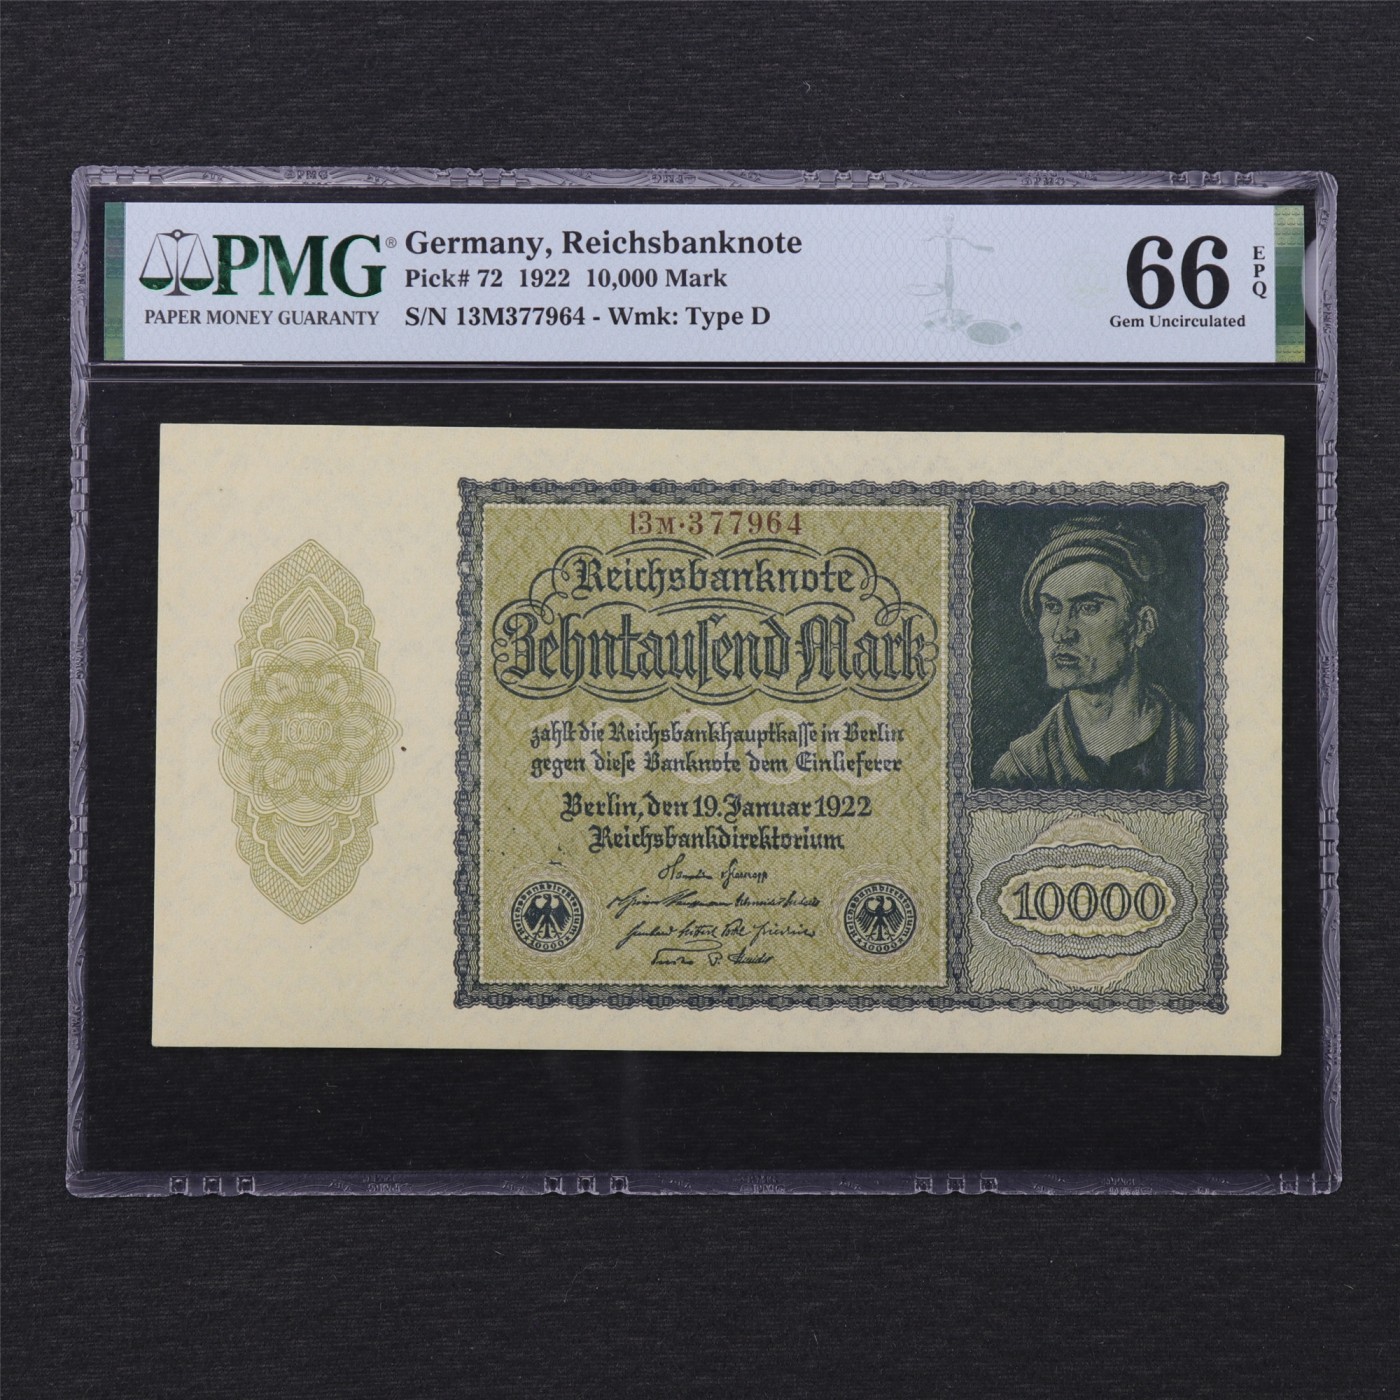 PMG®
PAPER MONEY GUARANTY
Germany, Reichsbanknote
Pick# 72 1922 10,000 Mark
S/N 13M377964 - Wmk: Type D
66
EPQ
Gem Uncirculated
13M·377964
Reichsbanknote
Zehntausend Mark
10000
zahlt die Reichsbankhauptkasse in Berlin
gegen diese Banknote dem Einlieferer
Berlin, den 19. Januar 1922
Reichsbankdirektorium
10000
10000